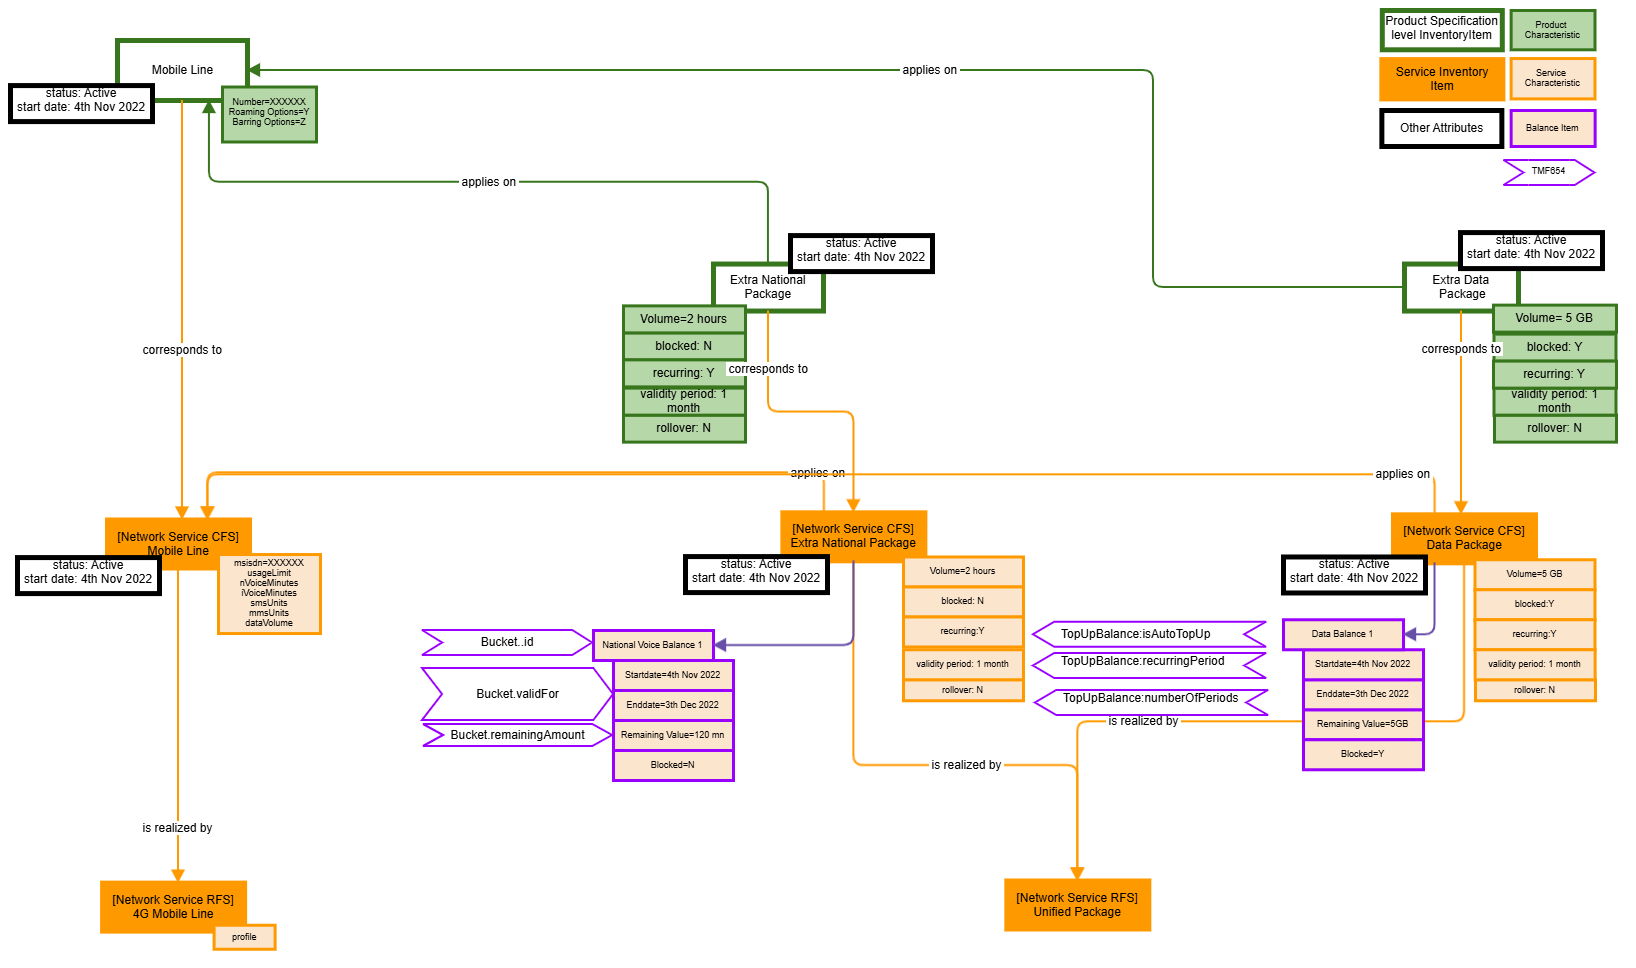 Product Specification
level InventoryItem
Product
Characteristic
Service Inventory
Item
Service
Characteristic
Other Attributes
Balance Item
TMF654
Mobile Line
status: Active
start date: 4th Nov 2022
Number=XXXXXX
Roaming Options=Y
Barring Options=Z
applies on
applies on
status: Active
start date: 4th Nov 2022
Extra National
Package
Volume=2 hours
blocked: N
recurring: Y
validity period: 1
month
rollover: N
status: Active
start date: 4th Nov 2022
Extra Data
Package
Volume= 5 GB
blocked: Y
recurring: Y
validity period: 1
month
rollover: N
corresponds to
corresponds to
corresponds to
applies on
applies on
[Network Service CFS]
Mobile Line
status: Active
start date: 4th Nov 2022
msisdn=XXXXXX
usageLimit
nVoiceMinutes
iVoiceMinutes
smsUnits
mmsUnits
dataVolume
[Network Service CFS]
Extra National Package
status: Active
start date: 4th Nov 2022
Volume=2 hours
blocked: N
recurring:Y
validity period: 1 month
rollover: N
[Network Service CFS]
Data Package
status: Active
start date: 4th Nov 2022
Volume=5 GB
blocked:Y
recurring:Y
validity period: 1 month
rollover: N
Bucket..id
Bucket.validFor
Bucket.remainingAmount
National Voice Balance 1
Startdate=4th Nov 2022
Enddate=3th Dec 2022
Remaining Value=120 mn
Blocked=N
TopUpBalance:isAutoTopUp
TopUpBalance:recurringPeriod
TopUpBalance:numberOfPeriods
Data Balance 1
Startdate=4th Nov 2022
Enddate=3th Dec 2022
Remaining Value=5GB
Blocked=Y
is realized by
is realized by
is realized by
[Network Service RFS]
4G Mobile Line
profile
[Network Service RFS]
Unified Package